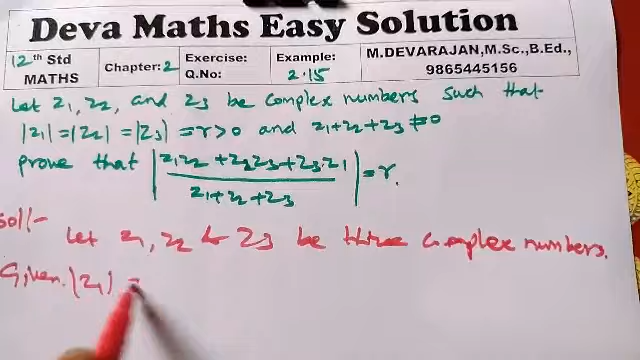 Deva Maths Easy Solution
12th Std MATHS
Chapter: 2
Exercise:
Q.No:
Example: 2.15
M.DEVARAJAN,M.Sc.,B.Ed.,
9865445156
Let z1, z2, and z3 be complex numbers such that
|z1|=|z2|=|z3|=r>0 and z1+z2+z3≠0
prove that |(z1z2+z2z3+z3z1)/(z1+z2+z3)|=r.
Soll:-
Let z1, z2 & z3 be three complex numbers.
Given |z1| =